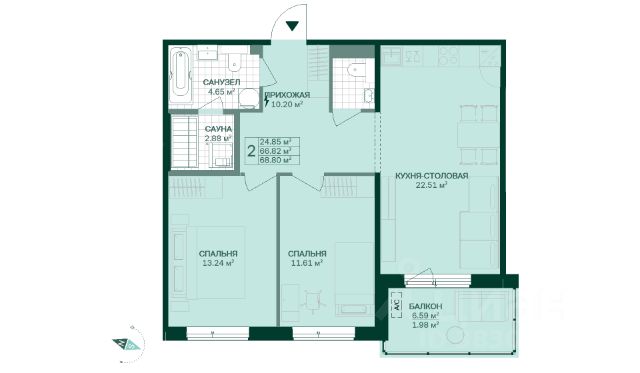 САНУЗЕЛ
4.65 м²
ПРИХОЖАЯ
10.20 м²
САУНА
2.88 м²
2
24.85 м²
66.82 м²
68.80 м²
КУХНЯ-СТОЛОВАЯ
22.51 м²
СПАЛЬНЯ
13.24 м²
СПАЛЬНЯ
11.61 м²
A/C
БАЛКОН
6.59 м²
1.98 м²